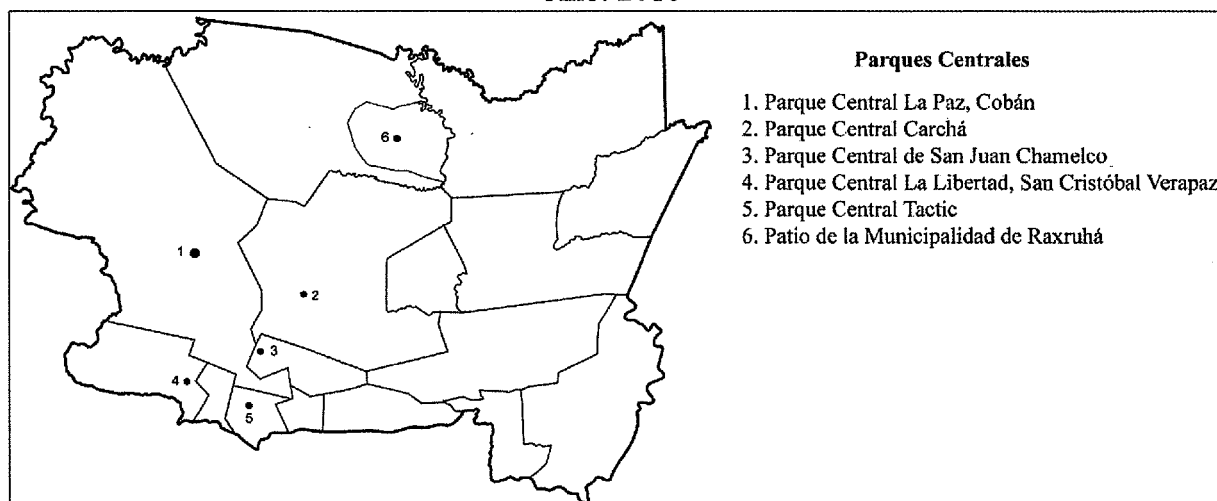 Parques Centrales
1. Parque Central La Paz, Cobán
2. Parque Central Carchá
3. Parque Central de San Juan Chamelco
4. Parque Central La Libertad, San Cristóbal Verapaz
5. Parque Central Tactic
6. Patio de la Municipalidad de Raxruhá
6
1
2
3
4
5